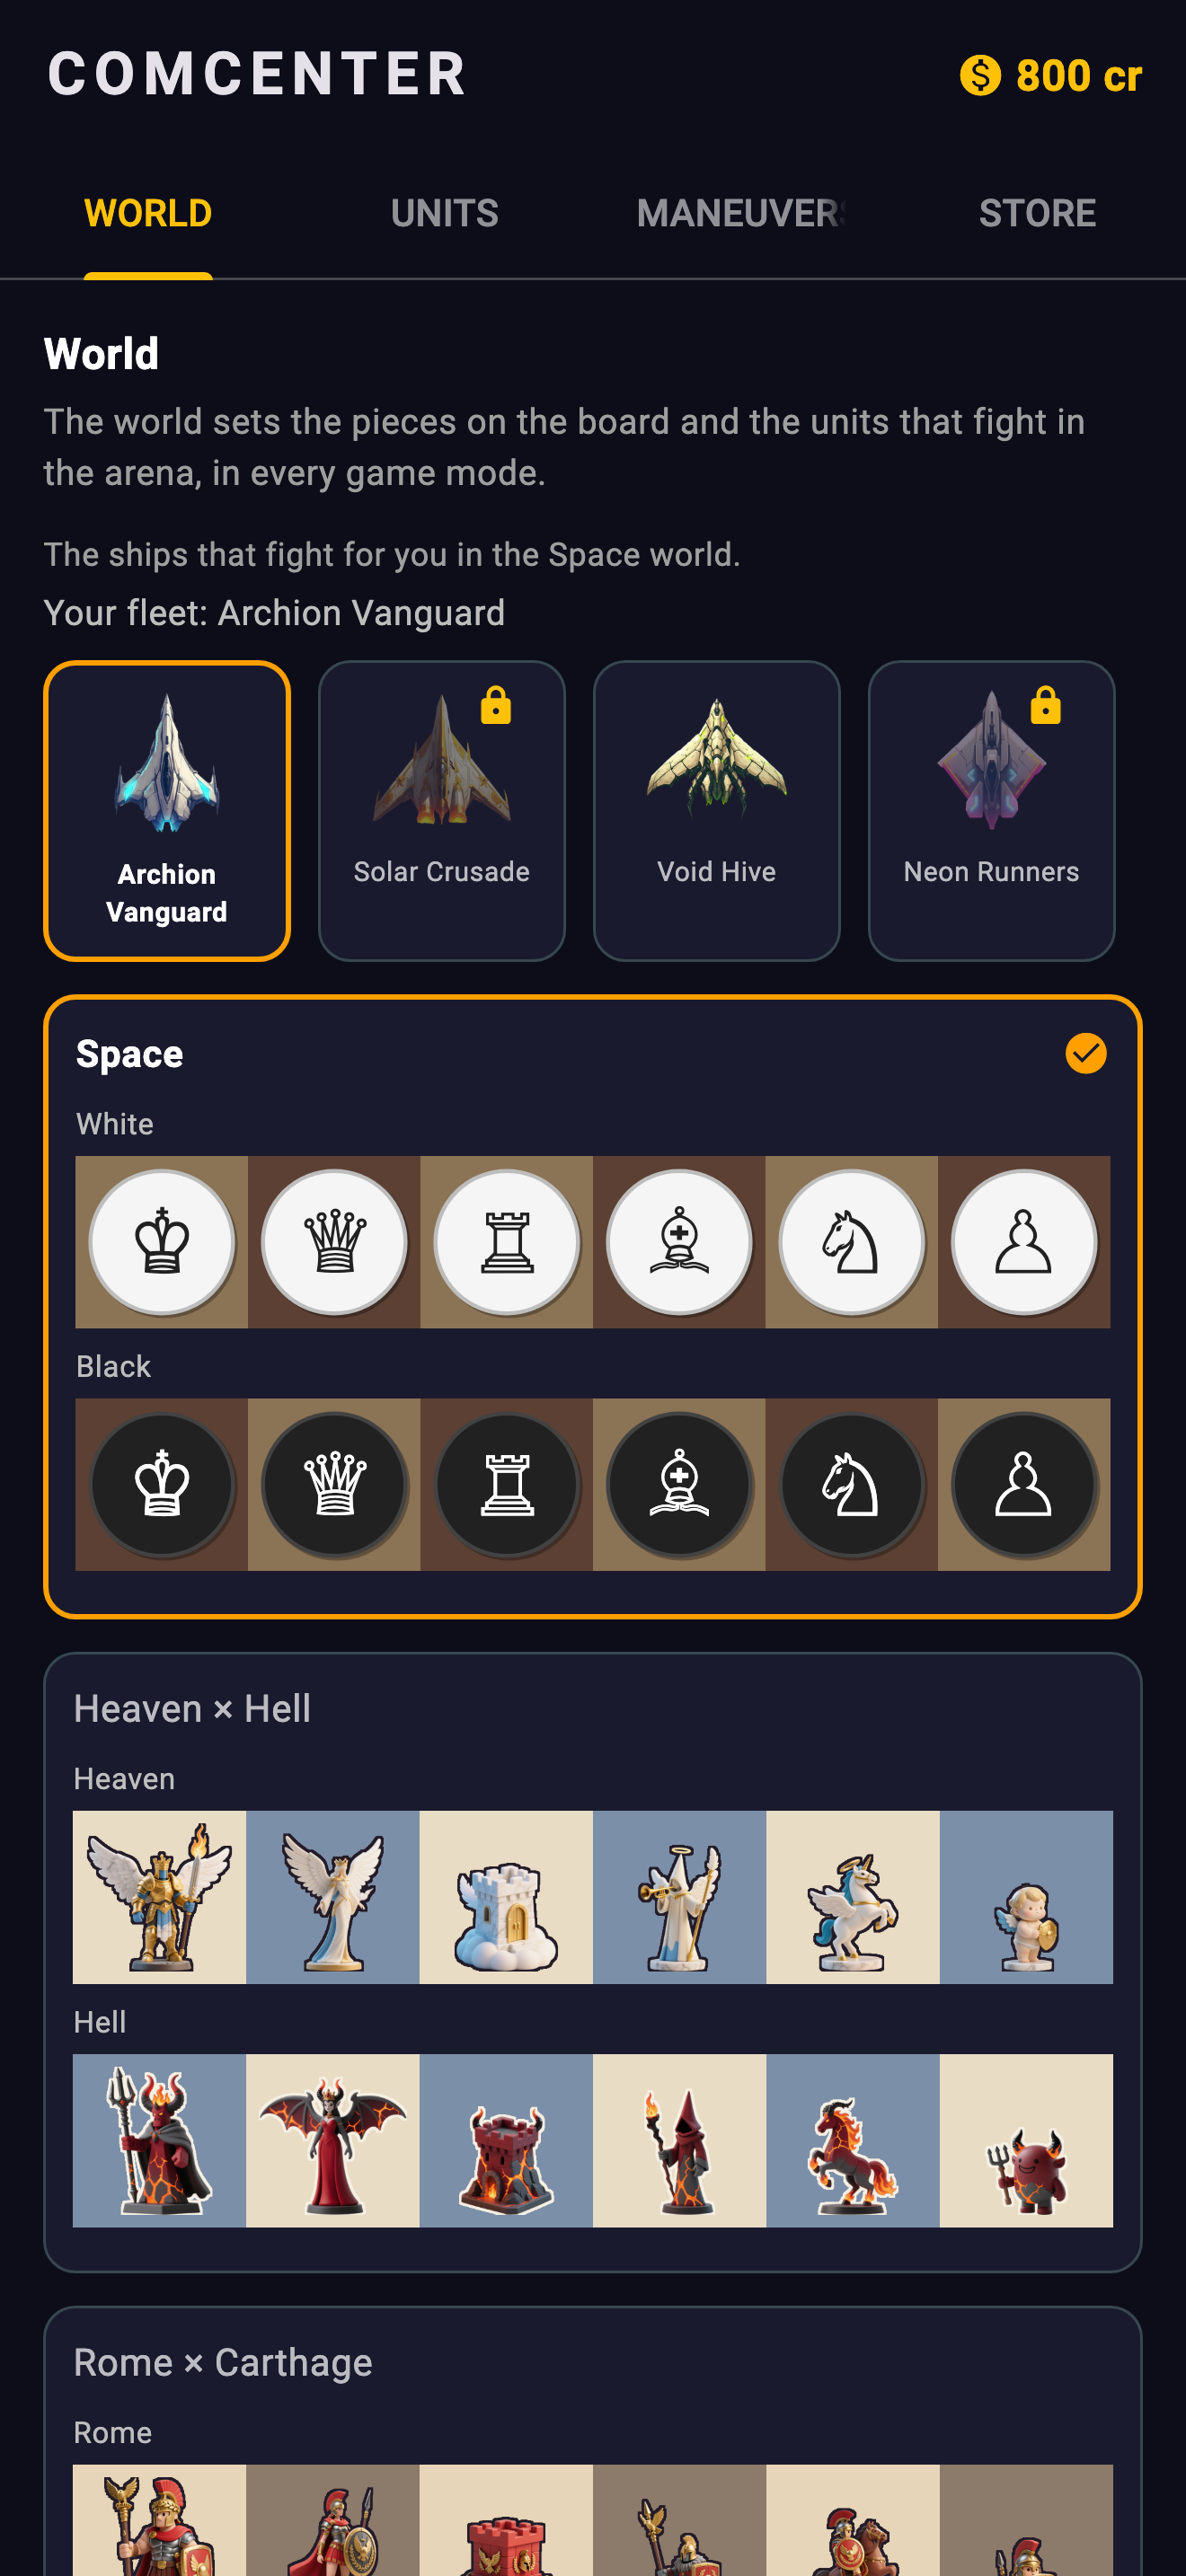 COMCENTER
800 cr
WORLD
UNITS
MANEUVERS
STORE
World
The world sets the pieces on the board and the units that fight in
the arena, in every game mode.
The ships that fight for you in the Space world.
Your fleet: Archion Vanguard
Archion
Vanguard
Solar Crusade
Void Hive
Neon Runners
Space
White
Black
Heaven × Hell
Heaven
Hell
Rome × Carthage
Rome